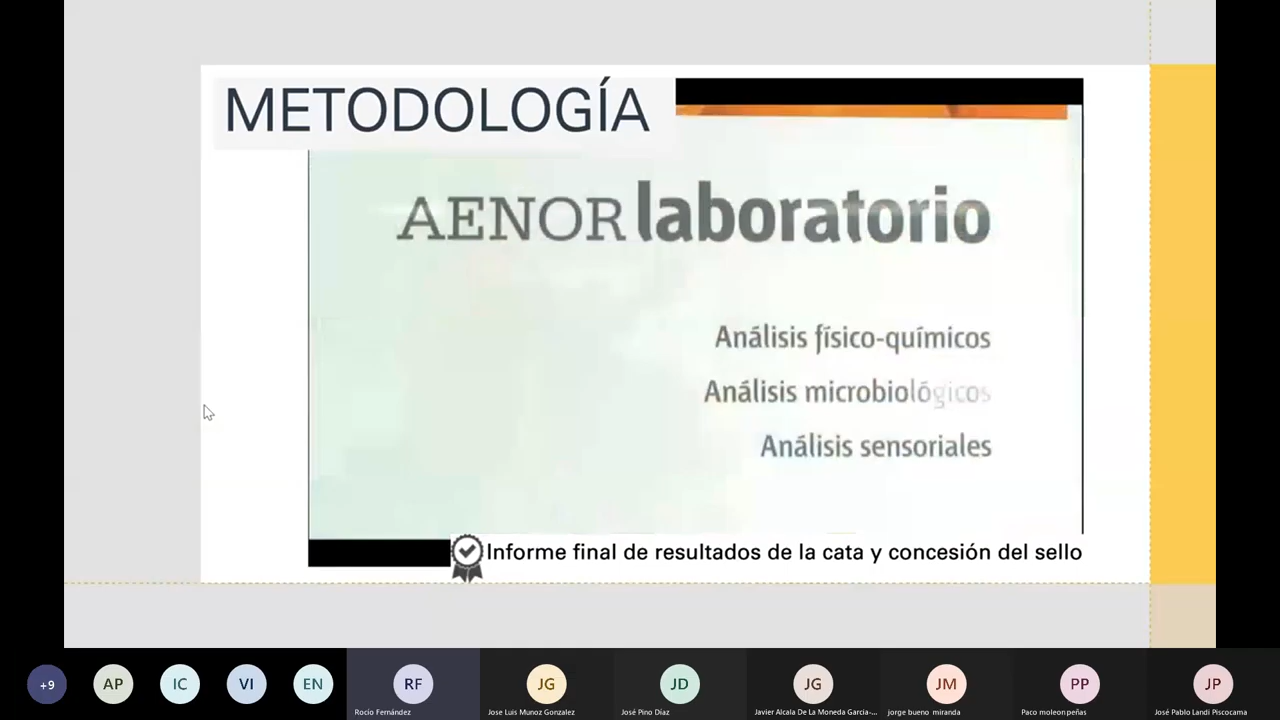 METODOLOGÍA
AENOR laboratorio
Análisis físico-químicos
Análisis microbiológicos
Análisis sensoriales
Informe final de resultados de la cata y concesión del sello
+9
AP
IC
VI
EN
RF
JG
JD
JG
JM
PP
JP
Rocío Fernández
Jose Luis Munoz Gonzalez
José Pino Díaz
Javier Alcala De La Moneda Garcia-...
jorge bueno miranda
Paco moleon peñas
José Pablo Landi Piscocama